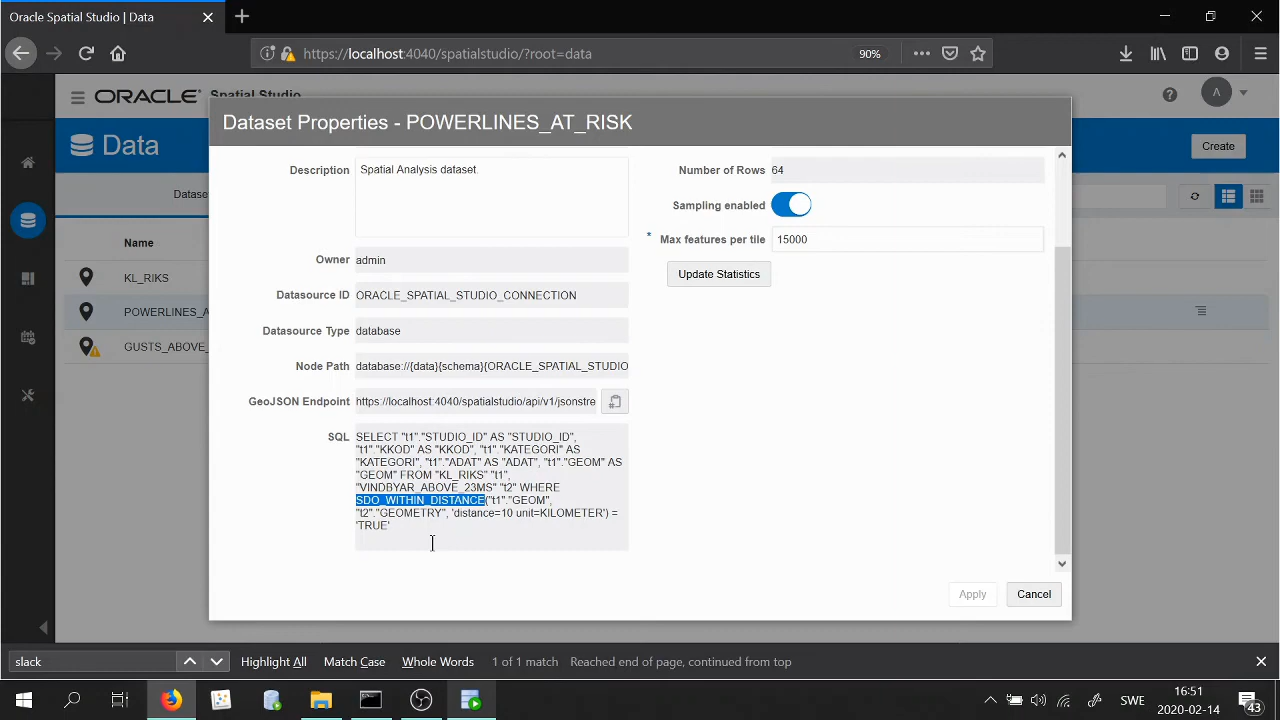 Oracle Spatial Studio | Data
https://localhost:4040/spatialstudio/?root=data
90%
ORACLE Spatial Studio
A
Dataset Properties - POWERLINES_AT_RISK
Data
Create
Description
Spatial Analysis dataset.
Number of Rows
64
Datase
Sampling enabled
Name
Max features per tile
15000
Owner
admin
Update Statistics
KL_RIKS
Datasource ID
ORACLE_SPATIAL_STUDIO_CONNECTION
POWERLINES_A
Datasource Type
database
GUSTS_ABOVE_
Node Path
database://{data}{schema}{ORACLE_SPATIAL_STUDIO
GeoJSON Endpoint
https://localhost:4040/spatialstudio/api/v1/jsonstre
SQL
SELECT "t1"."STUDIO_ID" AS "STUDIO_ID",
"t1"."KKOD" AS "KKOD", "t1"."KATEGORI" AS
"KATEGORI", "t1"."ADAT" AS "ADAT", "t1"."GEOM" AS
"GEOM" FROM "KL_RIKS" "t1",
"VINDBYAR_ABOVE_23MS" "t2" WHERE
SDO_WITHIN_DISTANCE("t1"."GEOM",
"t2"."GEOMETRY", 'distance=10 unit=KILOMETER') =
'TRUE'
Apply
Cancel
slack
Highlight All
Match Case
Whole Words
1 of 1 match
Reached end of page, continued from top
SWE
16:51
2020-02-14
43